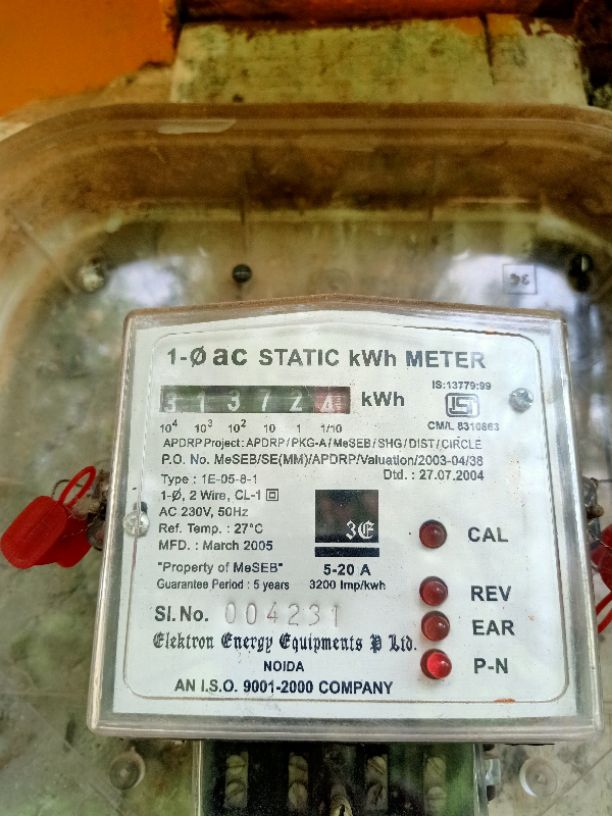 1-Ø ac STATIC kWh METER
IS:13779:99
3 1 3 7 2 4 kWh
ISI
10⁴ 10³ 10² 10 1 1/10
CM/L 8310863
APDRP Project: APDRP/PKG-A/MeSEB/SHG/DIST/CIRCLE
P.O. No. MeSEB/SE(MM)/APDRP/Valuation/2003-04/38
Dtd. : 27.07.2004
Type : 1E-05-8-1
1-Ø, 2 Wire, CL-1
AC 230V, 50Hz
Ref. Temp. : 27°C
MFD. : March 2005
3E
CAL
"Property of MeSEB" 5-20 A
Guarantee Period : 5 years 3200 Imp/kwh
REV
Sl. No. 004231
EAR
Elektron Energy Equipments P Ltd.
NOIDA
P-N
AN I.S.O. 9001-2000 COMPANY